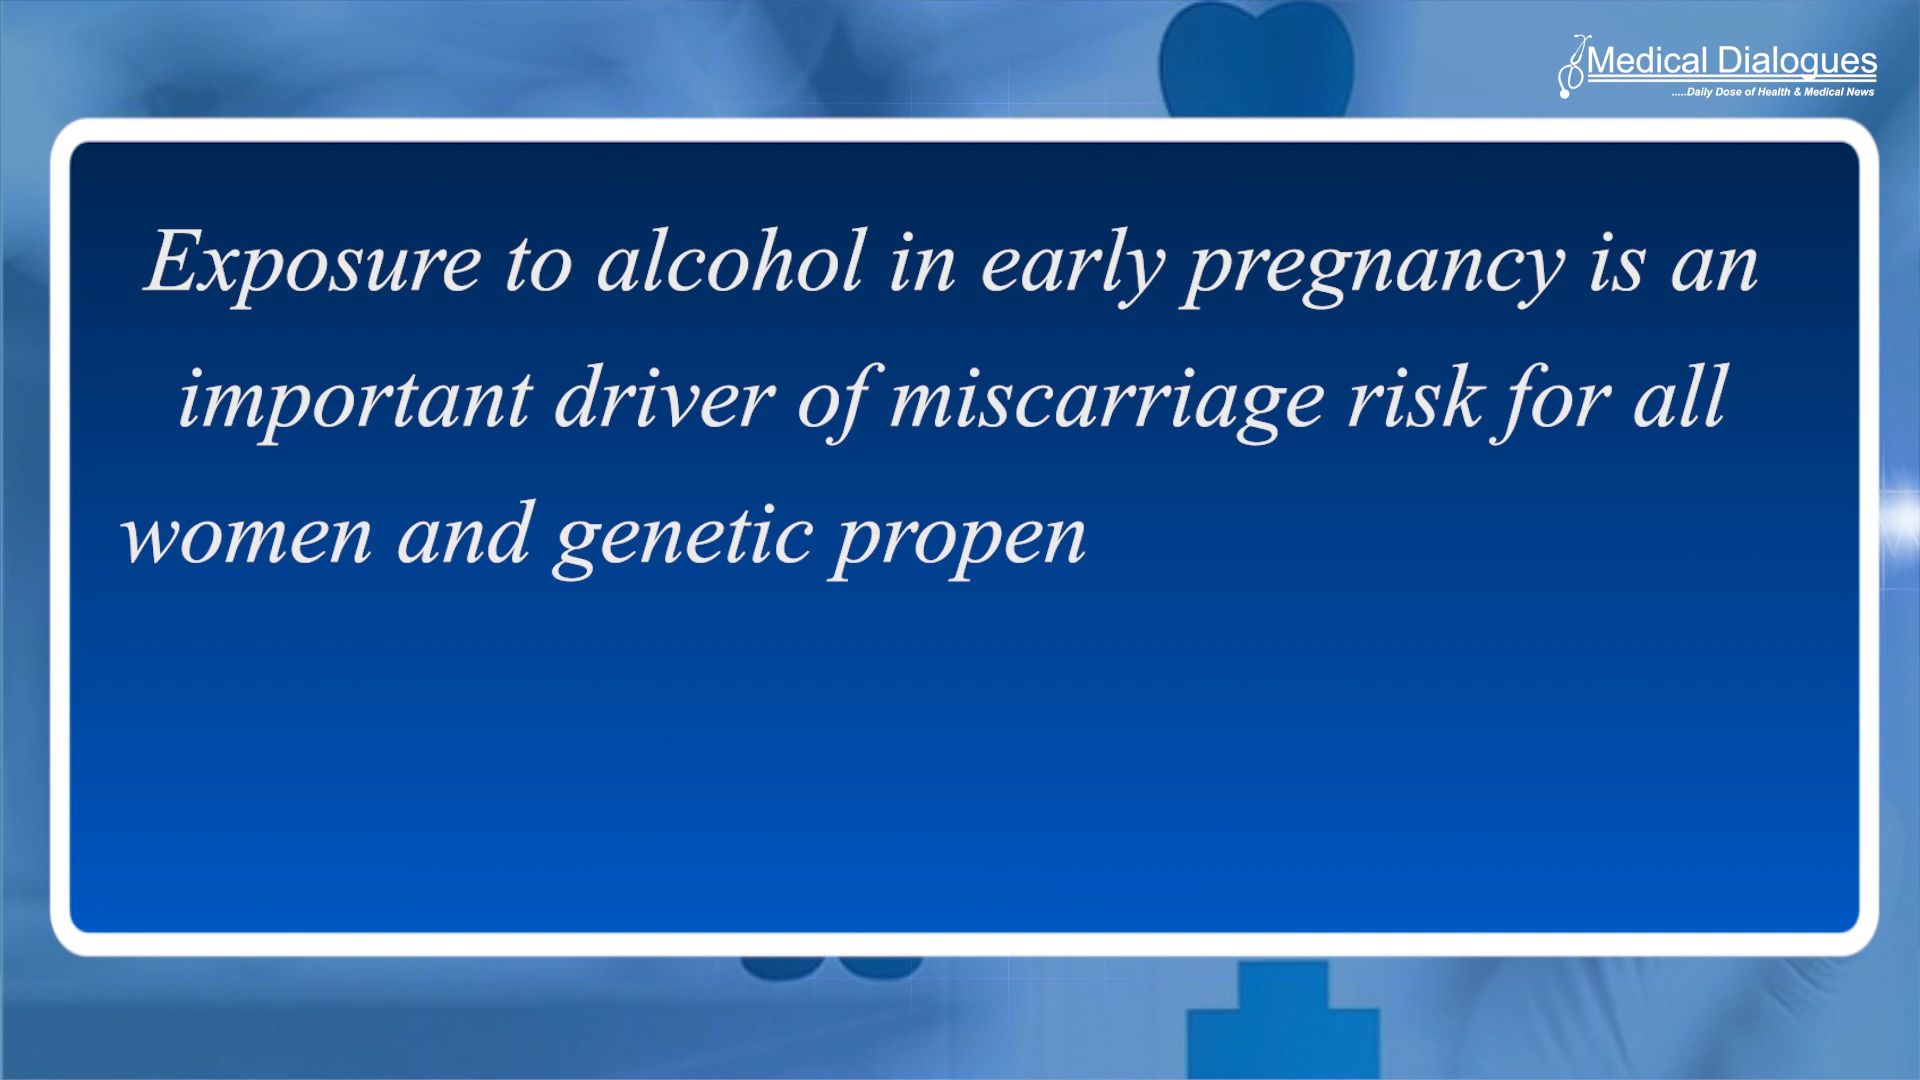 Medical Dialogues
.....Daily Dose of Health & Medical News
Exposure to alcohol in early pregnancy is an
important driver of miscarriage risk for all
women and genetic propen